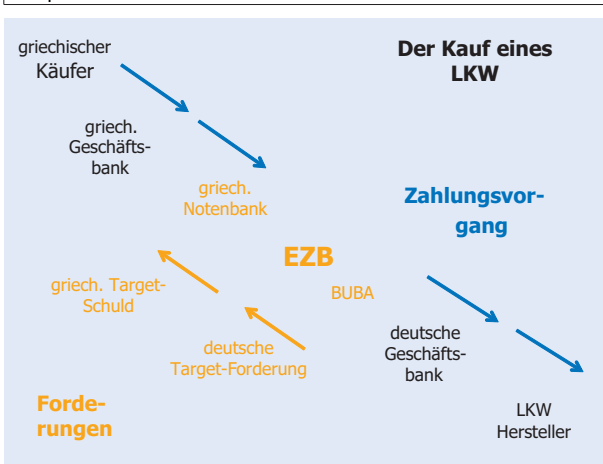 griechischer
Käufer
Der Kauf eines
LKW
griech.
Geschäfts-
bank
griech.
Notenbank
Zahlungsvor-
gang
EZB
BUBA
griech. Target-
Schuld
deutsche
Target-Forderung
deutsche
Geschäfts-
bank
Forde-
rungen
LKW
Hersteller